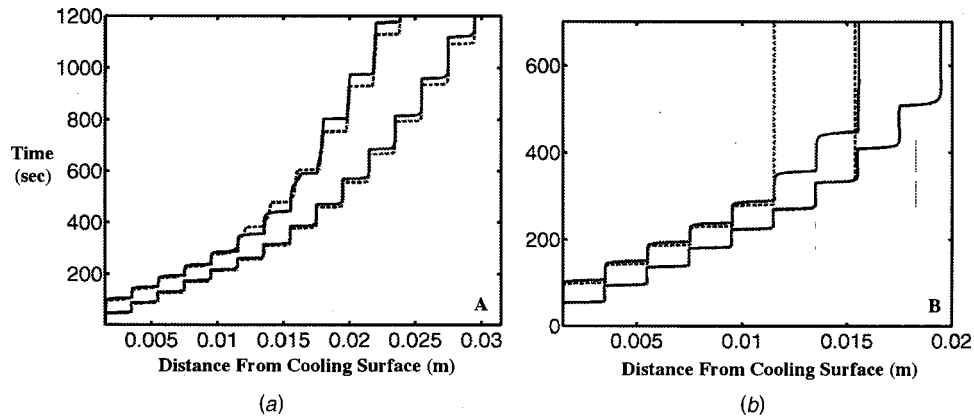 1200
1000
800
Time
600
(sec)
400
200
A
0.005 0.01 0.015 0.02 0.025 0.03
Distance From Cooling Surface (m)
(a)
600
400
200
0
B
0.005 0.01 0.015 0.02
Distance From Cooling Surface (m)
(b)